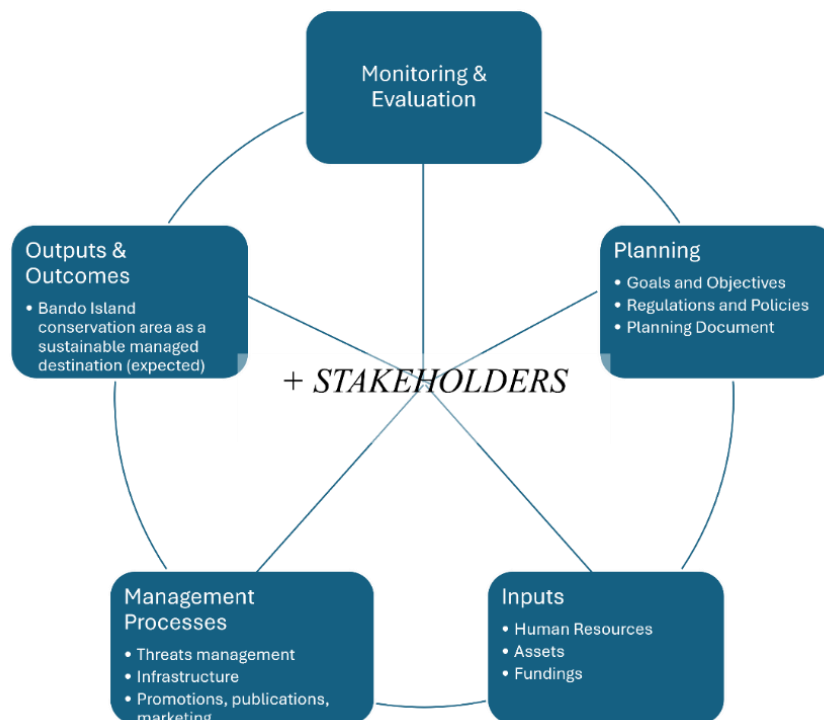 Monitoring &
Evaluation
Outputs &
Outcomes
• Bando Island
conservation area as a
sustainable managed
destination (expected)
Planning
• Goals and Objectives
• Regulations and Policies
• Planning Document
+ STAKEHOLDERS
Management
Processes
• Threats management
• Infrastructure
• Promotions, publications,
marketing
Inputs
• Human Resources
• Assets
• Fundings